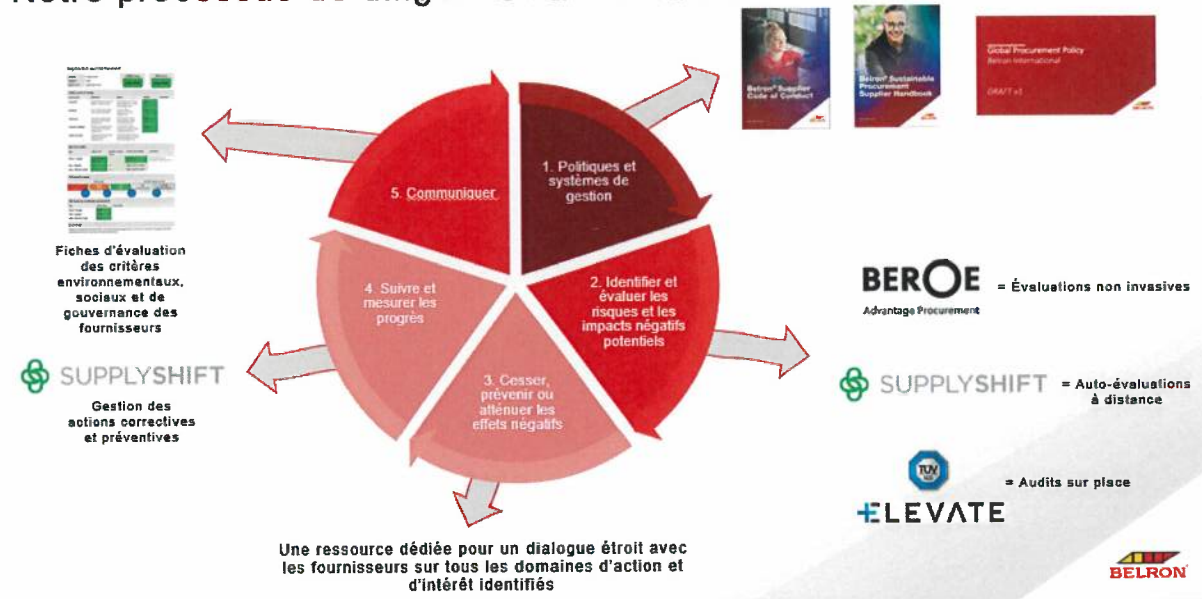 Notre processus de
Belron® Supplier
Code of Conduct
Belron® Sustainable
Procurement
Supplier Handbook
Global Procurement Policy
Belron International
DRAFT v1
BELRON
1. Politiques et
systèmes de
gestion
2. Identifier et
évaluer les
risques et les
impacts négatifs
potentiels
3. Cesser,
prévenir ou
atténuer les
effets négatifs
4. Suivre et
mesurer les
progrès
5. Communiquer
Fiches d'évaluation
des critères
environnementaux,
sociaux et de
gouvernance des
fournisseurs
SUPPLYSHIFT
Gestion des
actions correctives
et préventives
BEROE
Advantage Procurement
= Évaluations non invasives
SUPPLYSHIFT
= Auto-évaluations
à distance
TÜV
ELEVATE
= Audits sur place
Une ressource dédiée pour un dialogue étroit avec
les fournisseurs sur tous les domaines d'action et
d'intérêt identifiés
BELRON